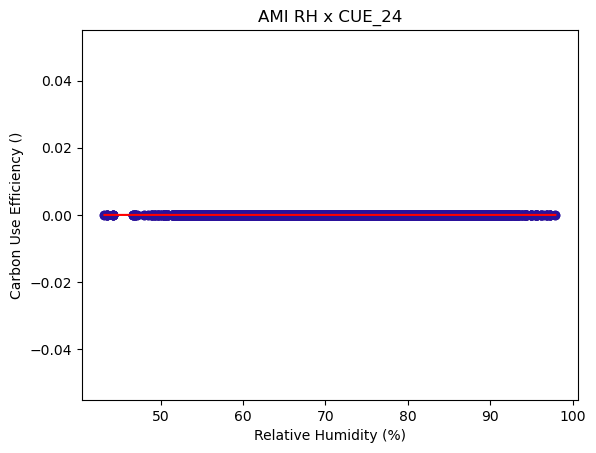 AMI RH x CUE_24
Carbon Use Efficiency ()
0.04
0.02
0.00
−0.02
−0.04
50 60 70 80 90 100
Relative Humidity (%)